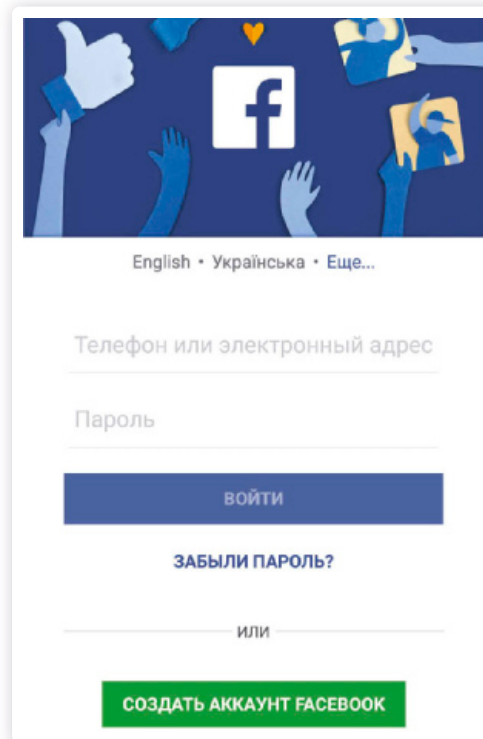 English • Українська • Еще...
Телефон или электронный адрес
Пароль
ВОЙТИ
ЗАБЫЛИ ПАРОЛЬ?
ИЛИ
СОЗДАТЬ АККАУНТ FACEBOOK